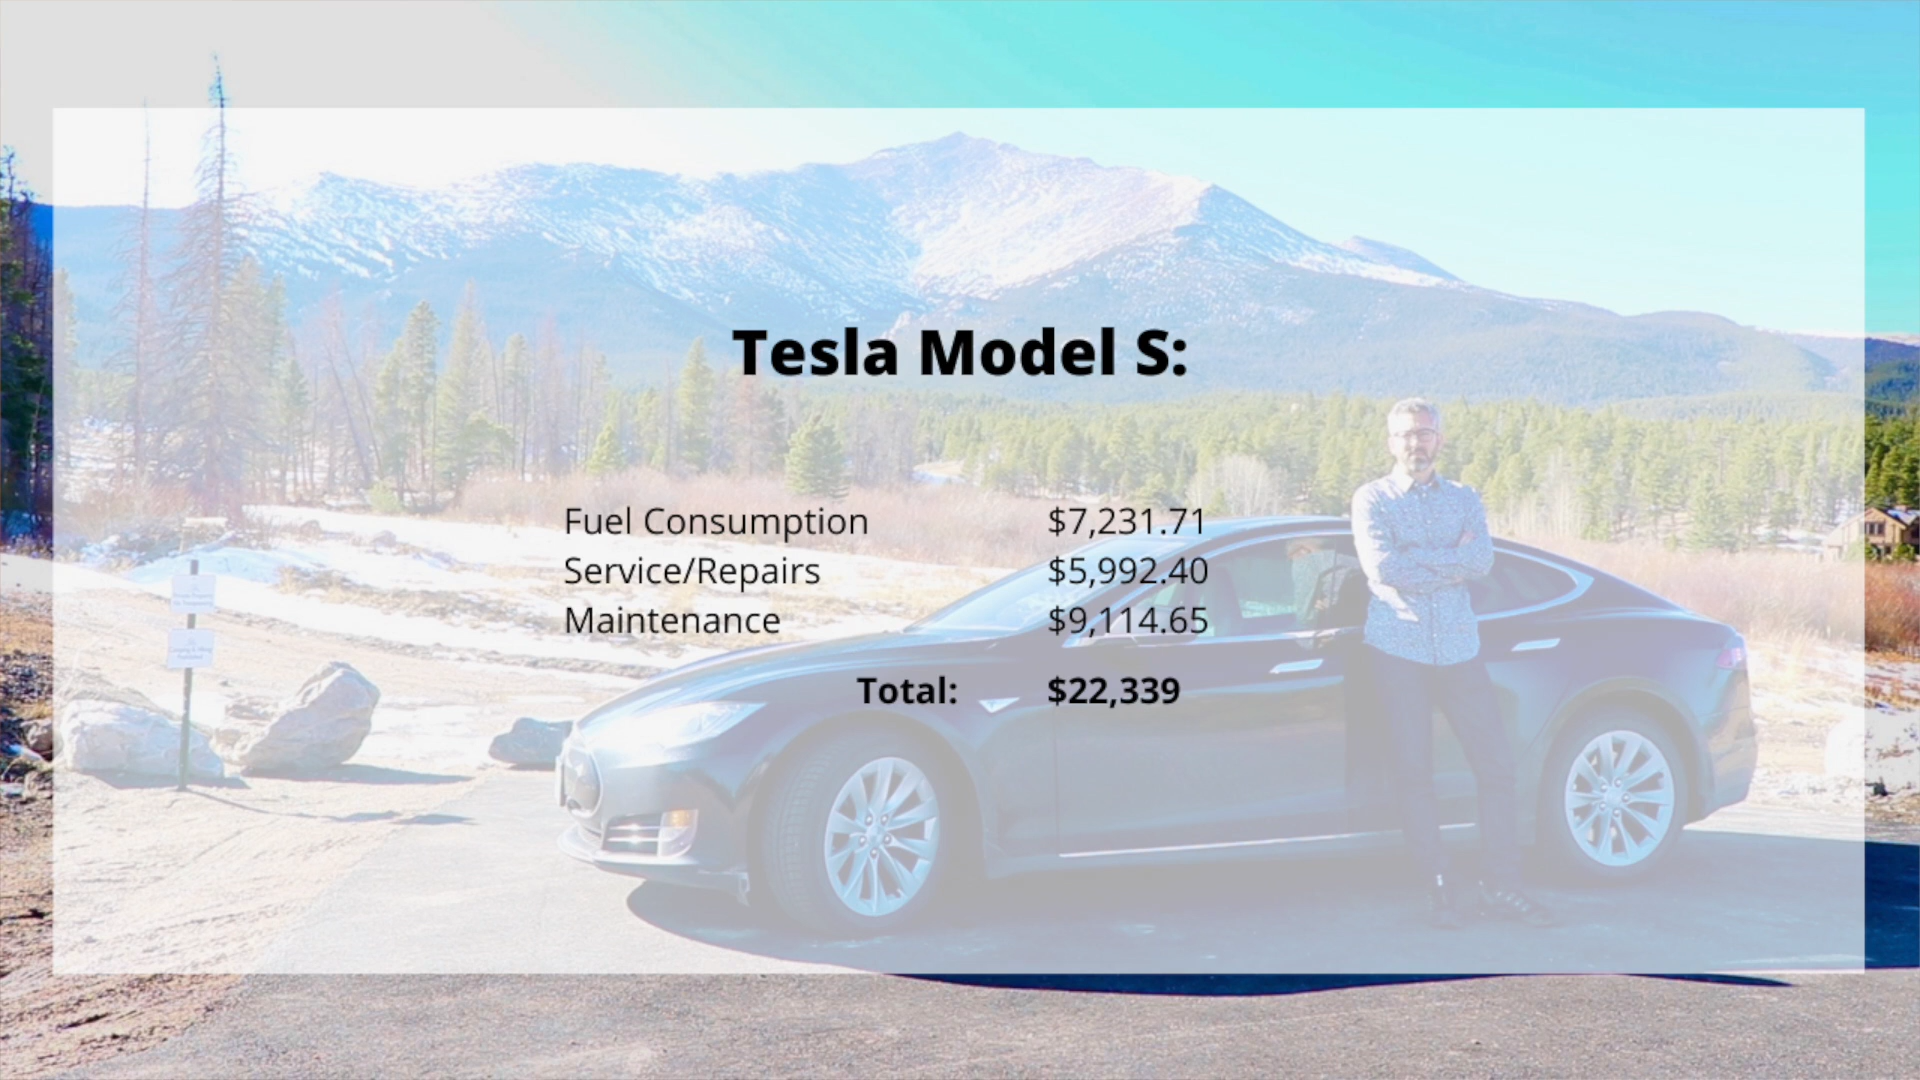 Tesla Model S:
Fuel Consumption $7,231.71
Service/Repairs $5,992.40
Maintenance $9,114.65
Total: $22,339